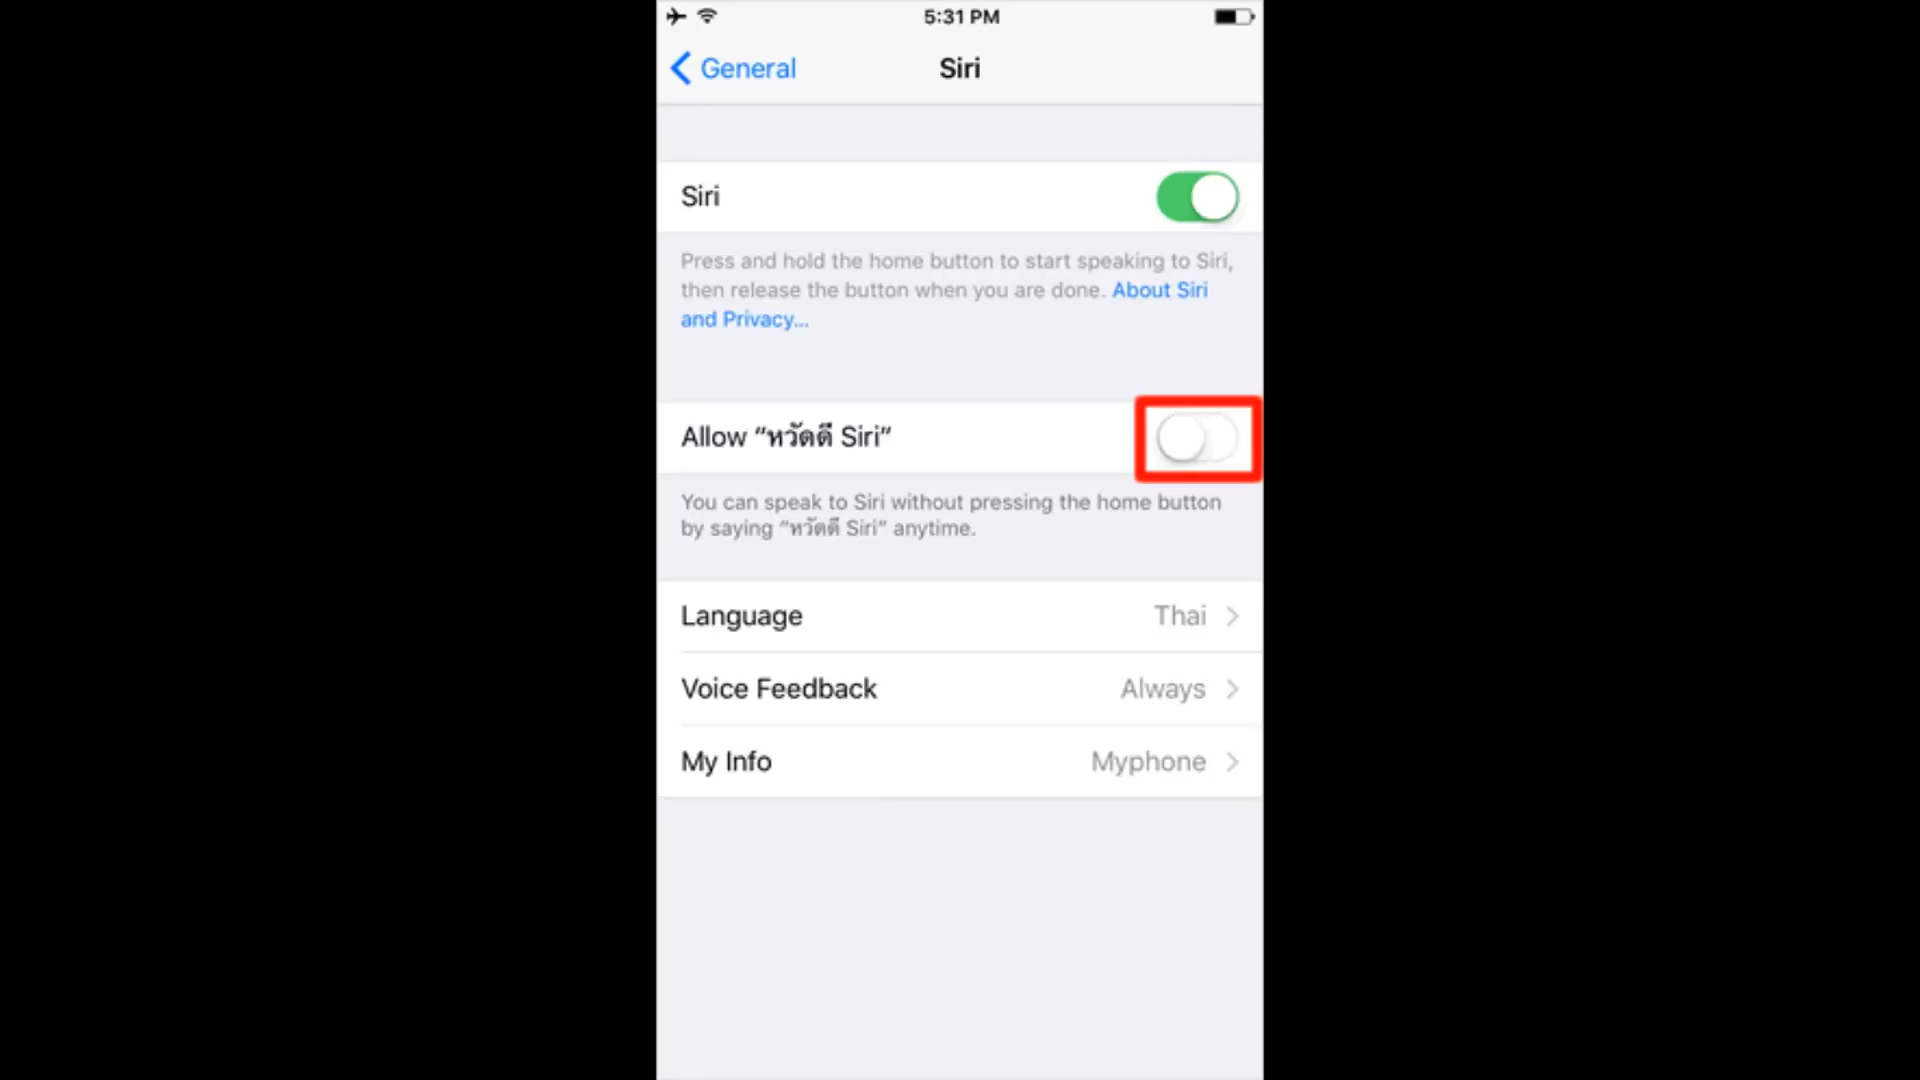 5:31 PM
General
Siri
Siri
Press and hold the home button to start speaking to Siri,
then release the button when you are done. About Siri
and Privacy...
Allow “หวัดดี Siri”
You can speak to Siri without pressing the home button
by saying “หวัดดี Siri” anytime.
Language Thai
Voice Feedback Always
My Info Myphone